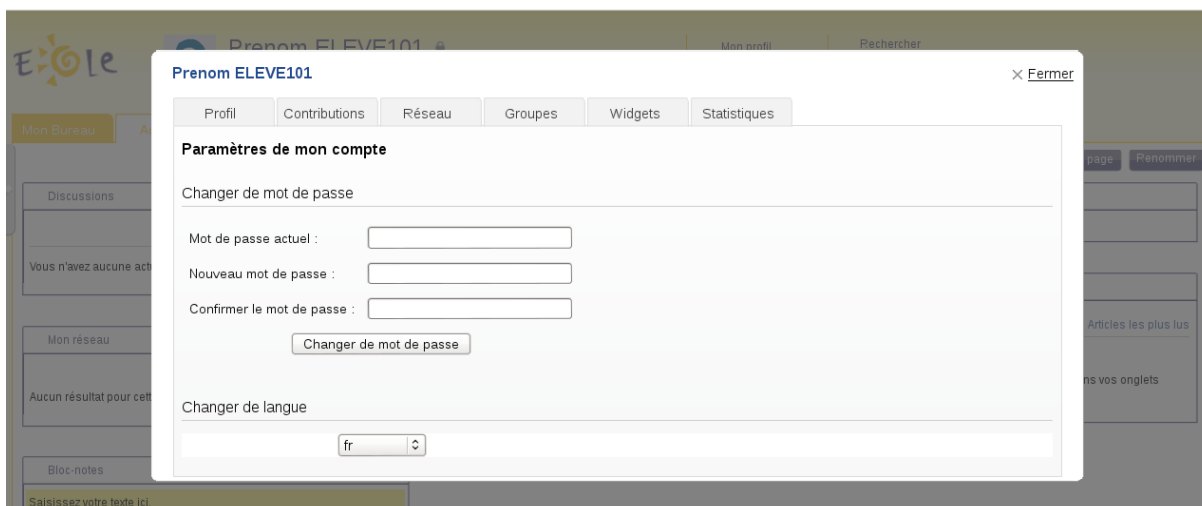 Eole
Prenom ELEVE101
Mon profil
Rechercher
Prenom ELEVE101
× Fermer
Profil
Contributions
Réseau
Groupes
Widgets
Statistiques
Mon Bureau
Paramètres de mon compte
page
Renommer
Changer de mot de passe
Discussions
Mot de passe actuel :
Vous n'avez aucune
Nouveau mot de passe :
Confirmer le mot de passe :
Articles les plus lus
Mon réseau
Changer de mot de passe
vos onglets
Aucun résultat pour
Changer de langue
fr
Bloc-notes
Saisissez votre texte ici.